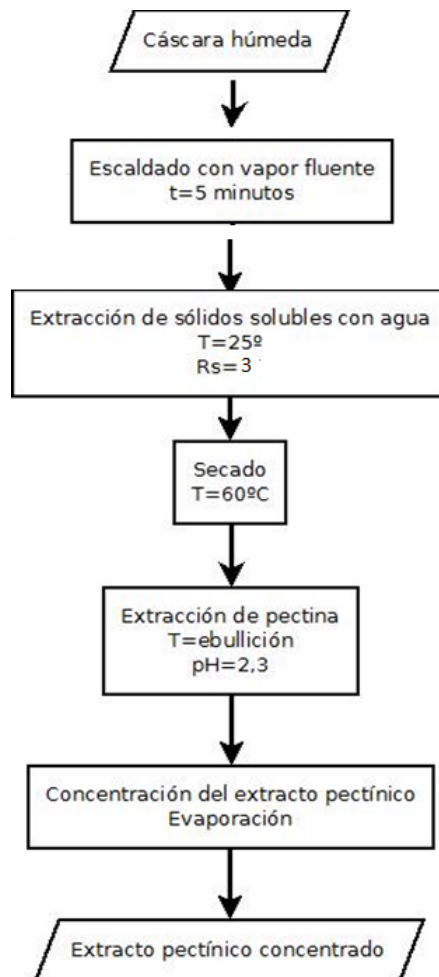 Cáscara húmeda
Escaldado con vapor fluente
t=5 minutos
Extracción de sólidos solubles con agua
T=25º
Rs=3
Secado
T=60ºC
Extracción de pectina
T=ebullición
pH=2,3
Concentración del extracto pectínico
Evaporación
Extracto pectínico concentrado